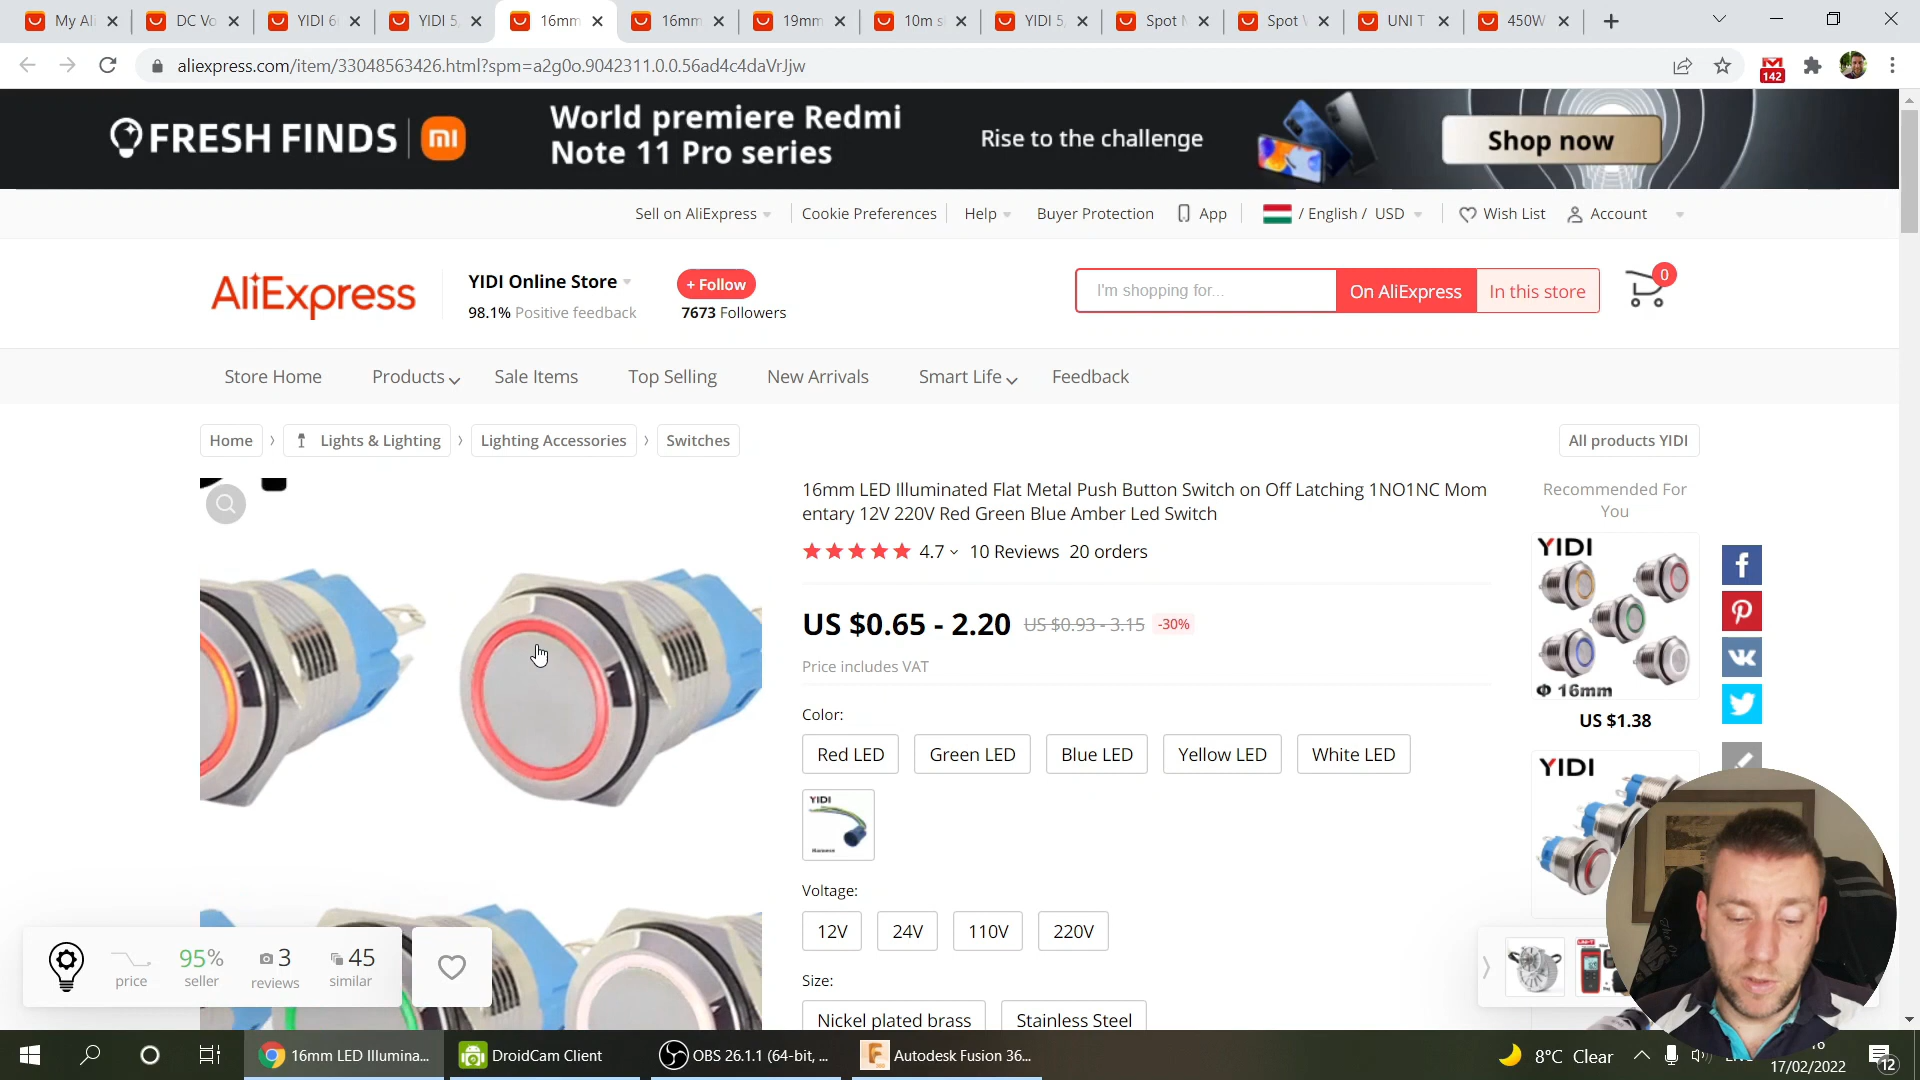 My Ali
DC Vo
YIDI 6
YIDI 5,
16mm
16mm
19mm
10m s
YIDI 5,
Spot
Spot
UNI T
450W
aliexpress.com/item/33048563426.html?spm=a2g0o.9042311.0.0.56ad4c4daVrJjw
142
FRESH FINDS
mi
World premiere Redmi
Note 11 Pro series
Rise to the challenge
Shop now
Sell on AliExpress
Cookie Preferences
Help
Buyer Protection
App
/ English / USD
Wish List
Account
AliExpress
YIDI Online Store
98.1% Positive feedback
+ Follow
7673 Followers
I'm shopping for...
On AliExpress
In this store
0
Store Home
Products
Sale Items
Top Selling
New Arrivals
Smart Life
Feedback
Home
Lights & Lighting
Lighting Accessories
Switches
All products YIDI
16mm LED Illuminated Flat Metal Push Button Switch on Off Latching 1NO1NC Mom
entary 12V 220V Red Green Blue Amber Led Switch
4.7
10 Reviews
20 orders
US $0.65 - 2.20
US $0.93 - 3.15
-30%
Price includes VAT
Color:
Red LED
Green LED
Blue LED
Yellow LED
White LED
YIDI
Voltage:
12V
24V
110V
220V
Size:
Nickel plated brass
Stainless Steel
Recommended For
You
YIDI
Φ 16mm
US $1.38
YIDI
price
95%
seller
3
reviews
45
similar
16mm LED Illumina...
DroidCam Client
OBS 26.1.1 (64-bit, ...
Autodesk Fusion 36...
8°C Clear
17/02/2022
12